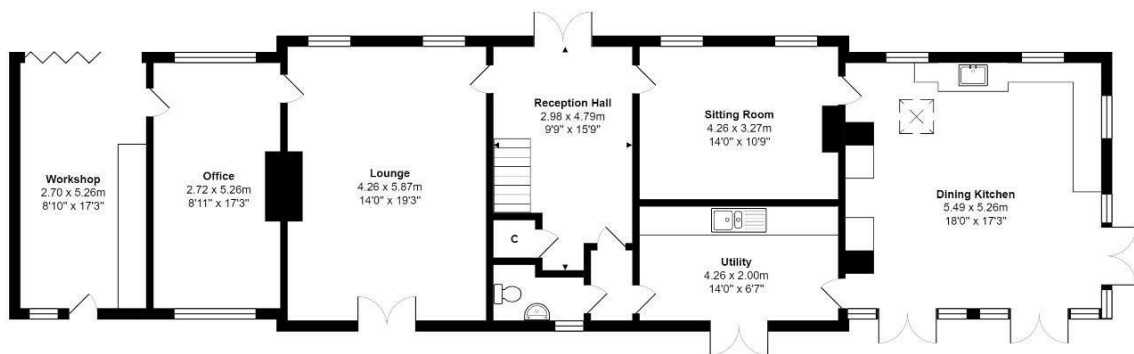 Workshop
2.70 x 5.26m
8'10" x 17'3"
Office
2.72 x 5.26m
8'11" x 17'3"
Lounge
4.26 x 5.87m
14'0" x 19'3"
Reception Hall
2.98 x 4.79m
9'9" x 15'9"
C
Sitting Room
4.26 x 3.27m
14'0" x 10'9"
Utility
4.26 x 2.00m
14'0" x 6'7"
Dining Kitchen
5.49 x 5.26m
18'0" x 17'3"